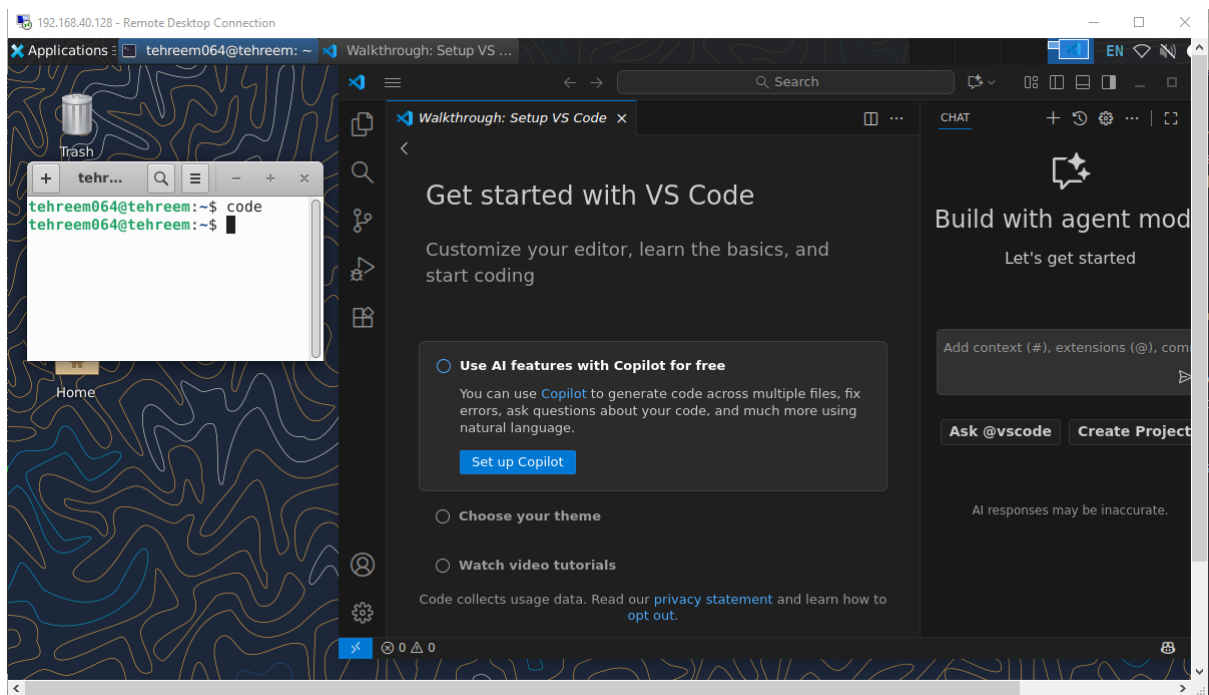 192.168.40.128 - Remote Desktop Connection
Applications tehreem064@tehreem: ~ Walkthrough: Setup VS ... EN
Trash
Home
tehr...
tehreem064@tehreem:~$ code
tehreem064@tehreem:~$
Search
Walkthrough: Setup VS Code
Get started with VS Code
Customize your editor, learn the basics, and
start coding
Use AI features with Copilot for free
You can use Copilot to generate code across multiple files, fix
errors, ask questions about your code, and much more using
natural language.
Set up Copilot
Choose your theme
Watch video tutorials
Code collects usage data. Read our privacy statement and learn how to
opt out.
CHAT
Build with agent mod
Let's get started
Add context (#), extensions (@), com
Ask @vscode Create Project
AI responses may be inaccurate.
0 0